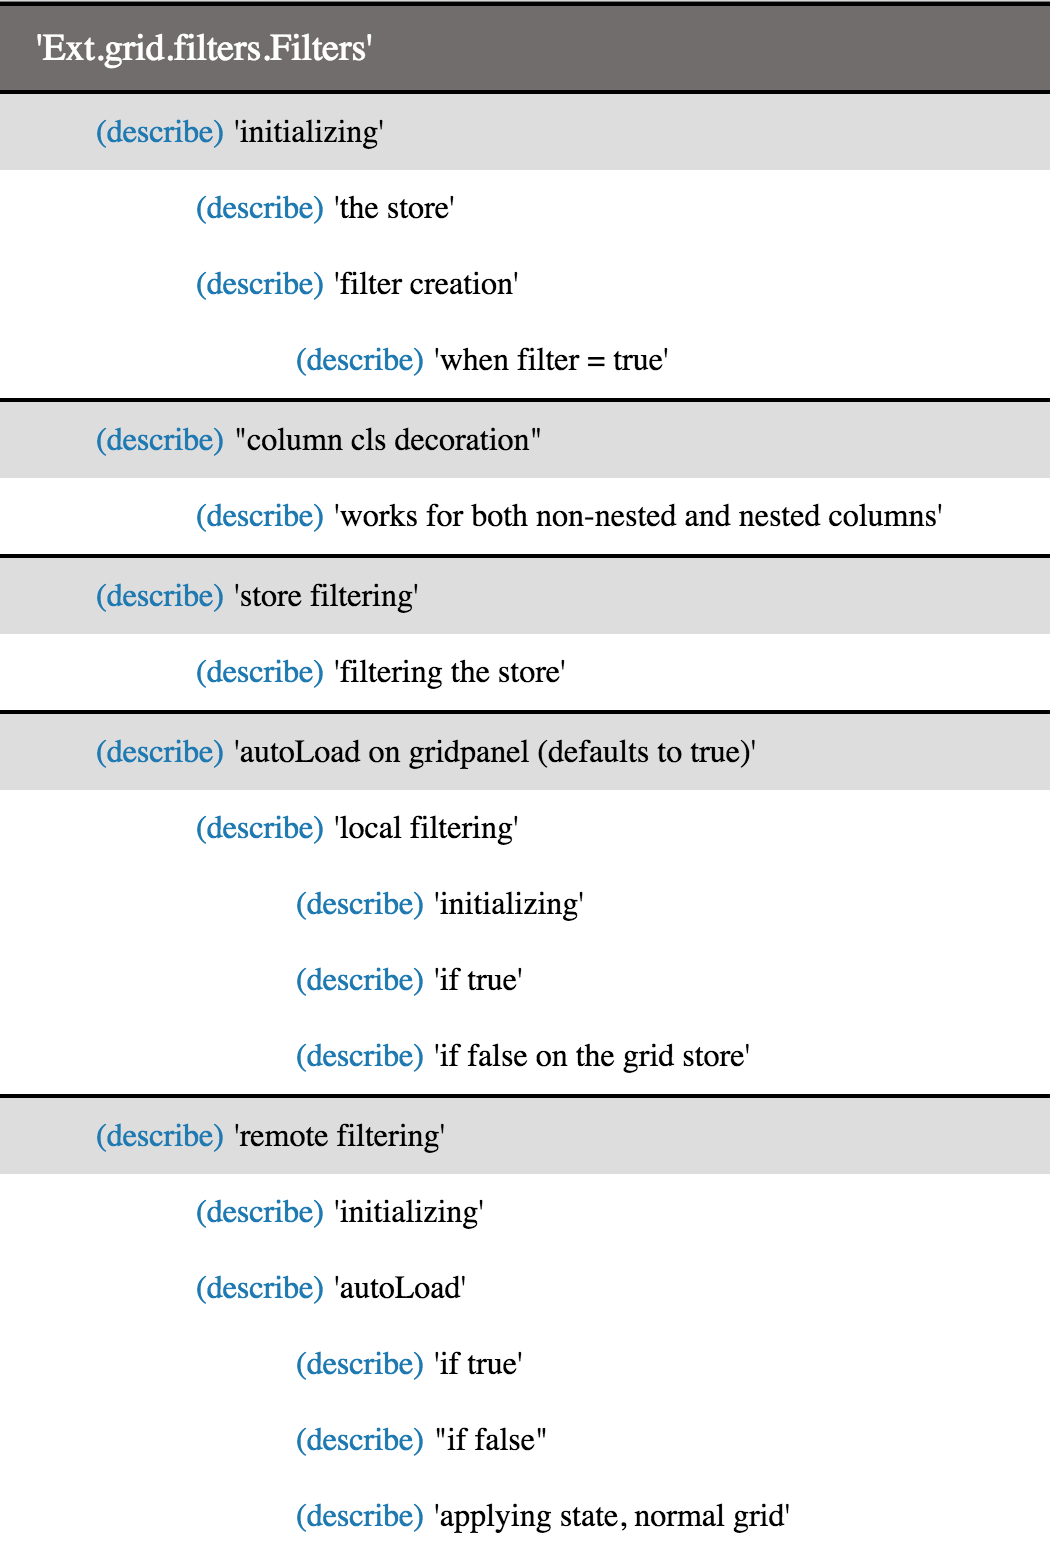 'Ext.grid.filters.Filters'
(describe) 'initializing'
(describe) 'the store'
(describe) 'filter creation'
(describe) 'when filter = true'
(describe) "column cls decoration"
(describe) 'works for both non-nested and nested columns'
(describe) 'store filtering'
(describe) 'filtering the store'
(describe) 'autoLoad on gridpanel (defaults to true)'
(describe) 'local filtering'
(describe) 'initializing'
(describe) 'if true'
(describe) 'if false on the grid store'
(describe) 'remote filtering'
(describe) 'initializing'
(describe) 'autoLoad'
(describe) 'if true'
(describe) "if false"
(describe) 'applying state, normal grid'